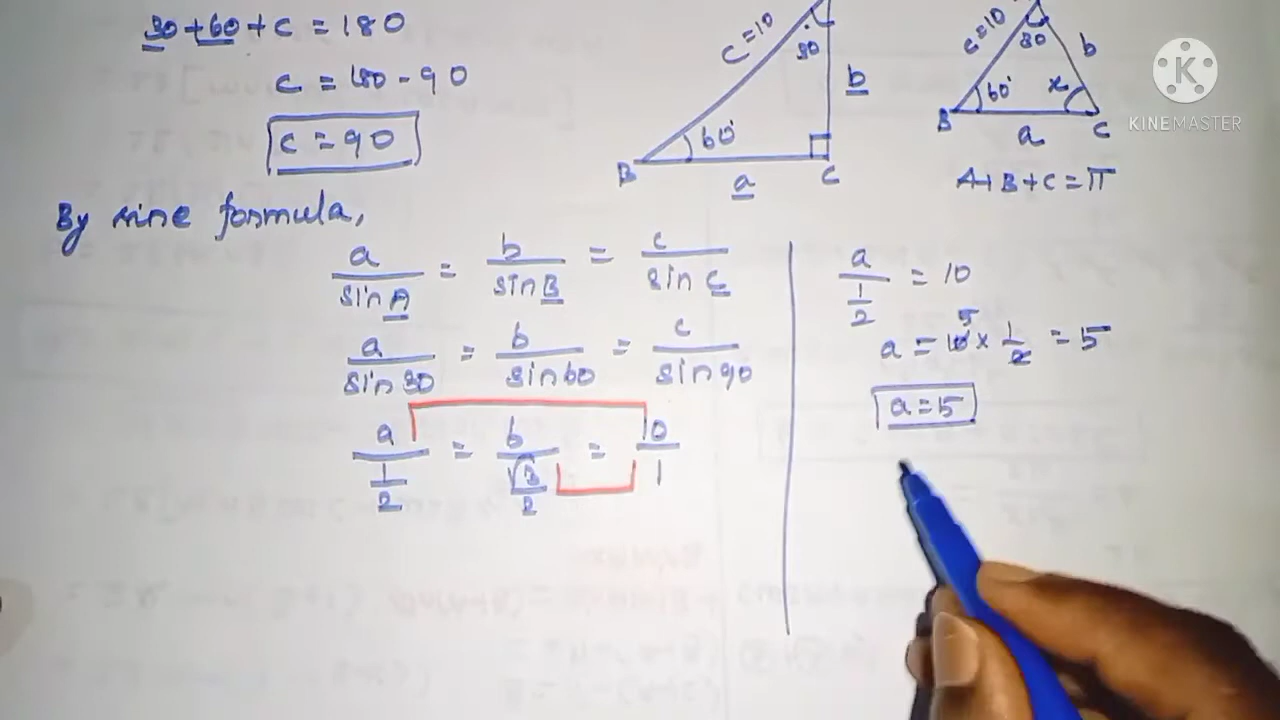 30 + 60 + C = 180
C = 180 - 90
C = 90
C = 10
30
b
60°
B
a
C
C = 10
30
b
60°
x
B
a
C
A+B+C = π
K
KINEMASTER
By sine formula,
a/sin A = b/sin B = c/sin C
a/sin 30 = b/sin 60 = c/sin 90
a/(1/2) = b/(√3/2) = 10/1
a/(1/2) = 10
a = 10 × 1/2 = 5
5
a = 5